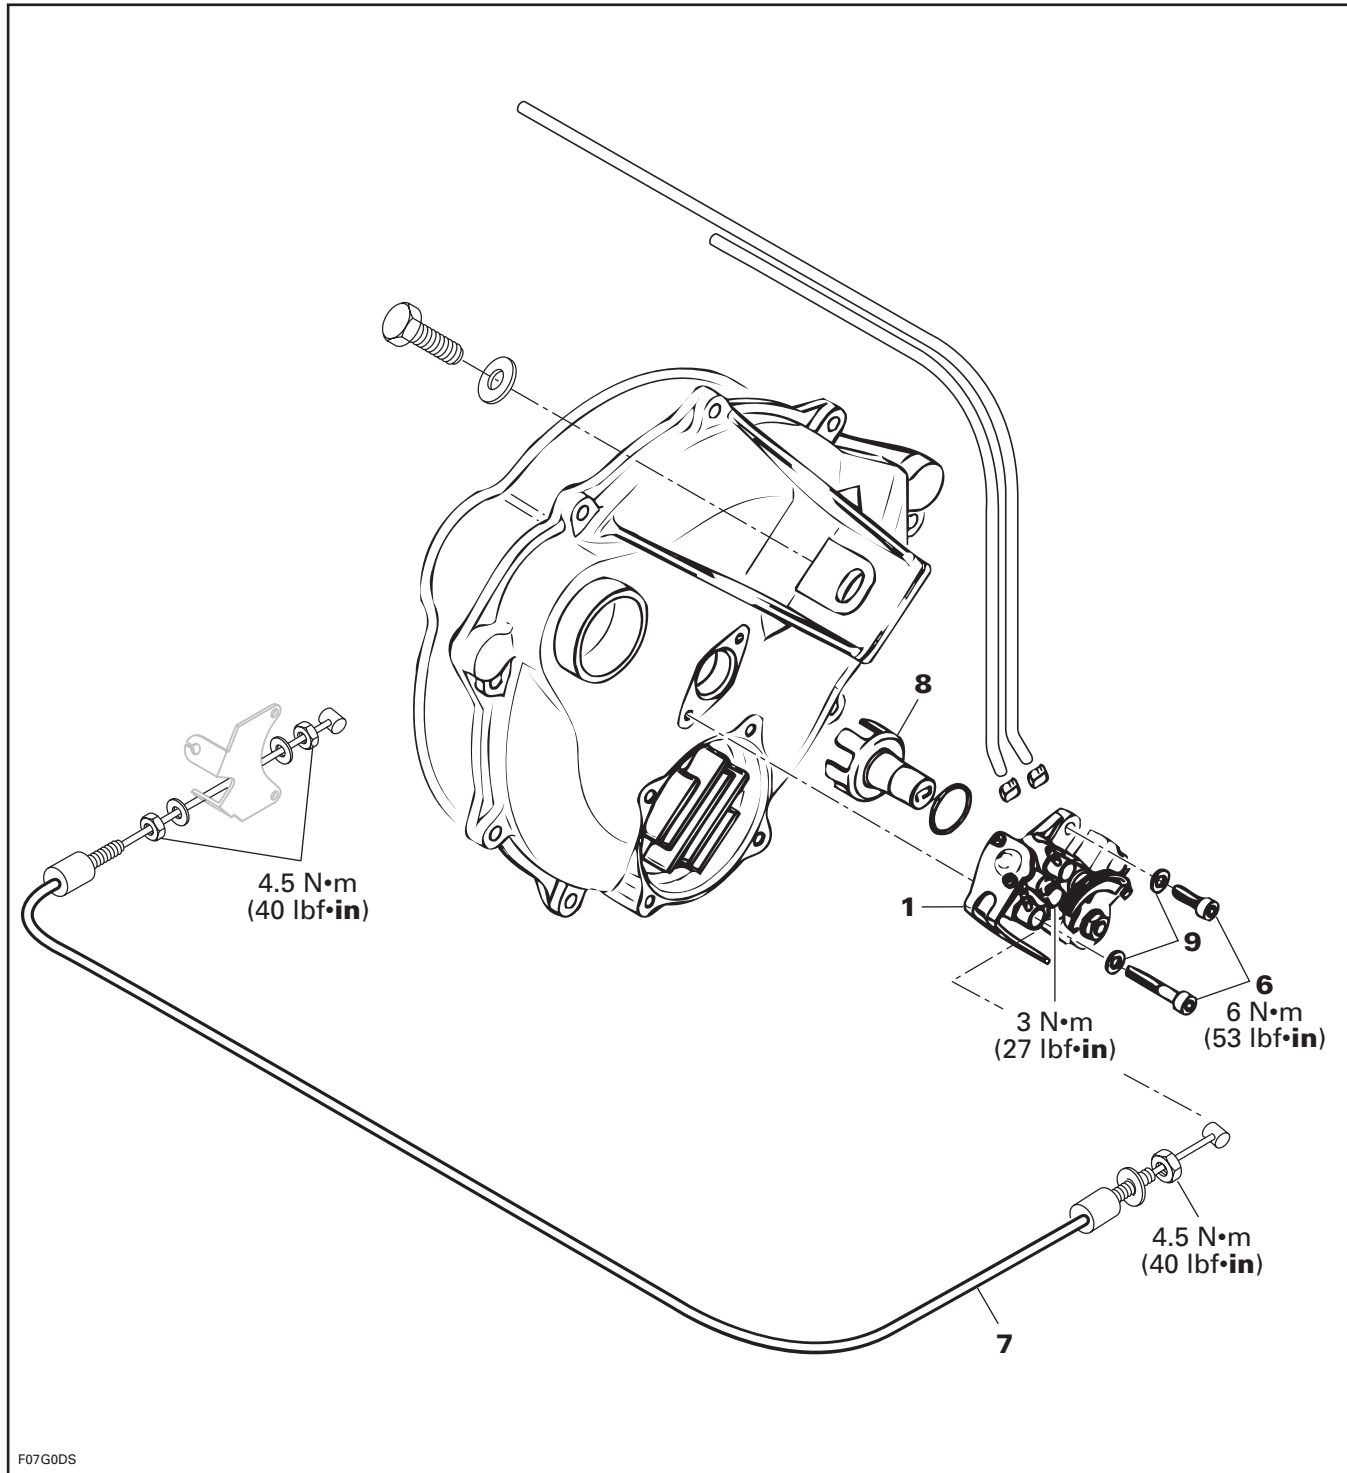 8
4.5 N•m
(40 lbf•in)
1
9
6
6 N•m
(53 lbf•in)
3 N•m
(27 lbf•in)
4.5 N•m
(40 lbf•in)
7
F07G0DS